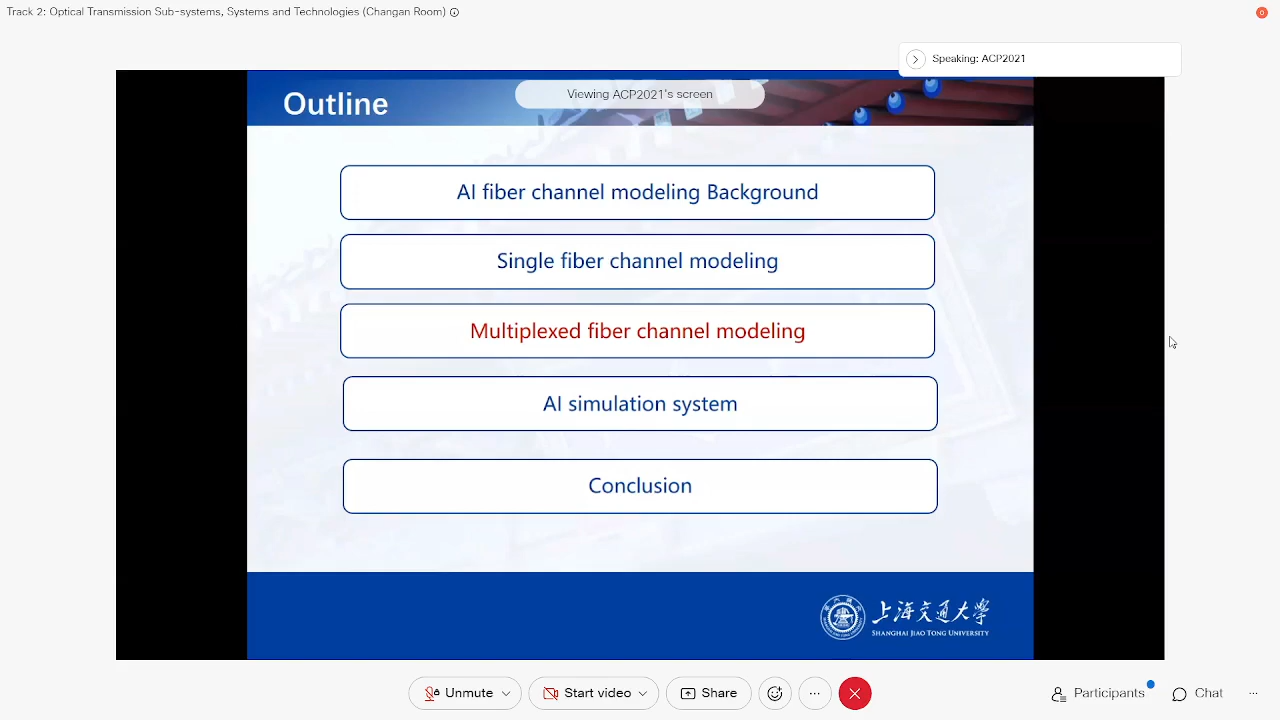 Track 2: Optical Transmission Sub-systems, Systems and Technologies (Changan Room)
Speaking: ACP2021
Viewing ACP2021's screen
Outline
AI fiber channel modeling Background
Single fiber channel modeling
Multiplexed fiber channel modeling
AI simulation system
Conclusion
上海交通大学
SHANGHAI JIAO TONG UNIVERSITY
Unmute
Start video
Share
Participants
Chat